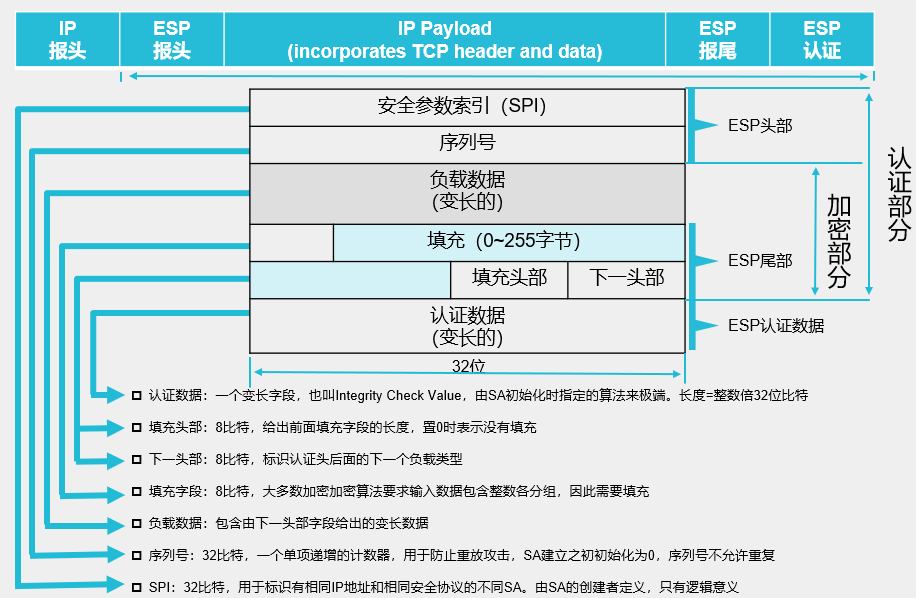 IP
报头
ESP
报头
IP Payload
(incorporates TCP header and data)
ESP
报尾
ESP
认证
安全参数索引（SPI）
序列号
负载数据
(变长的)
填充（0~255字节）
填充头部
下一头部
认证数据
(变长的)
32位
ESP头部
ESP尾部
ESP认证数据
加密部分
认证部分
认证数据：一个变长字段，也叫Integrity Check Value，由SA初始化时指定的算法来极端。长度=整数倍32位比特
填充头部：8比特，给出前面填充字段的长度，置0时表示没有填充
下一头部：8比特，标识认证头后面的下一个负载类型
填充字段：8比特，大多数加密加密算法要求输入数据包含整数各分组，因此需要填充
负载数据：包含由下一头部字段给出的变长数据
序列号：32比特，一个单项递增的计数器，用于防止重放攻击，SA建立之初初始化为0，序列号不允许重复
SPI：32比特，用于标识有相同IP地址和相同安全协议的不同SA。由SA的创建者定义，只有逻辑意义